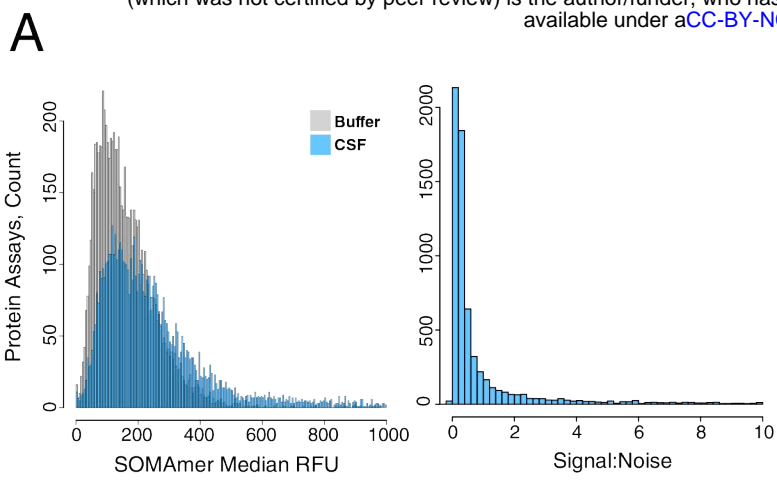 (which was not certified by peer review) is the author/funder, who has
available under aCC-BY-N
A
Buffer
CSF
Protein Assays, Count
200
150
100
50
0
0 200 400 600 800 1000
SOMAmer Median RFU
2000
1500
1000
500
0
0 2 4 6 8 10
Signal:Noise